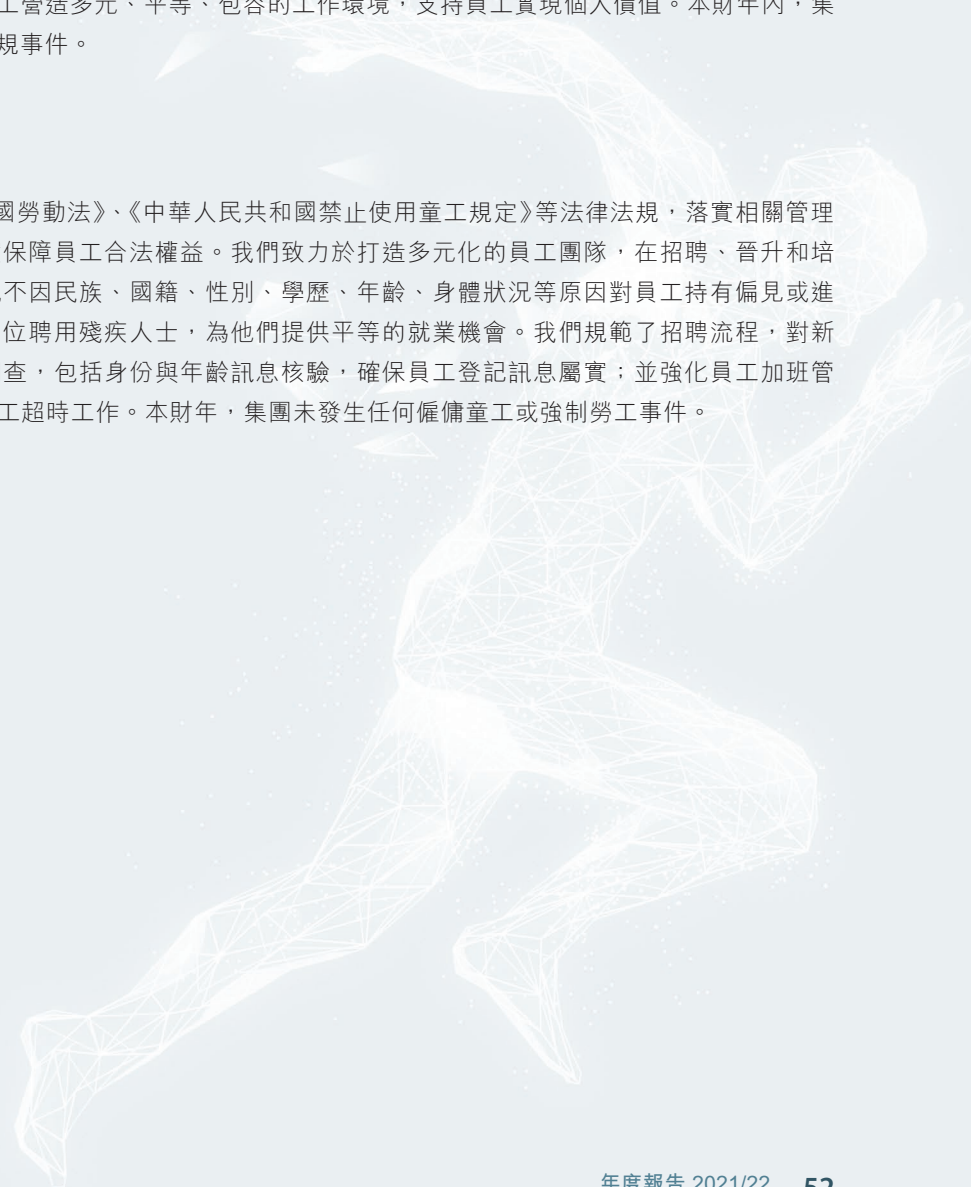 工營造多元、平等、包容的工作環境，支持員工實現個人價值。本財年內，集
規事件。
國勞動法》、《中華人民共和國禁止使用童工規定》等法律法規，落實相關管理
保障員工合法權益。我們致力於打造多元化的員工團隊，在招聘、晉升和培
不因民族、國籍、性別、學歷、年齡、身體狀況等原因對員工持有偏見或進
位聘用殘疾人士，為他們提供平等的就業機會。我們規範了招聘流程，對新
查，包括身份與年齡訊息核驗，確保員工登記訊息屬實；並強化員工加班管
工超時工作。本財年，集團未發生任何僱傭童工或強制勞工事件。
年度報告 2021/22 52